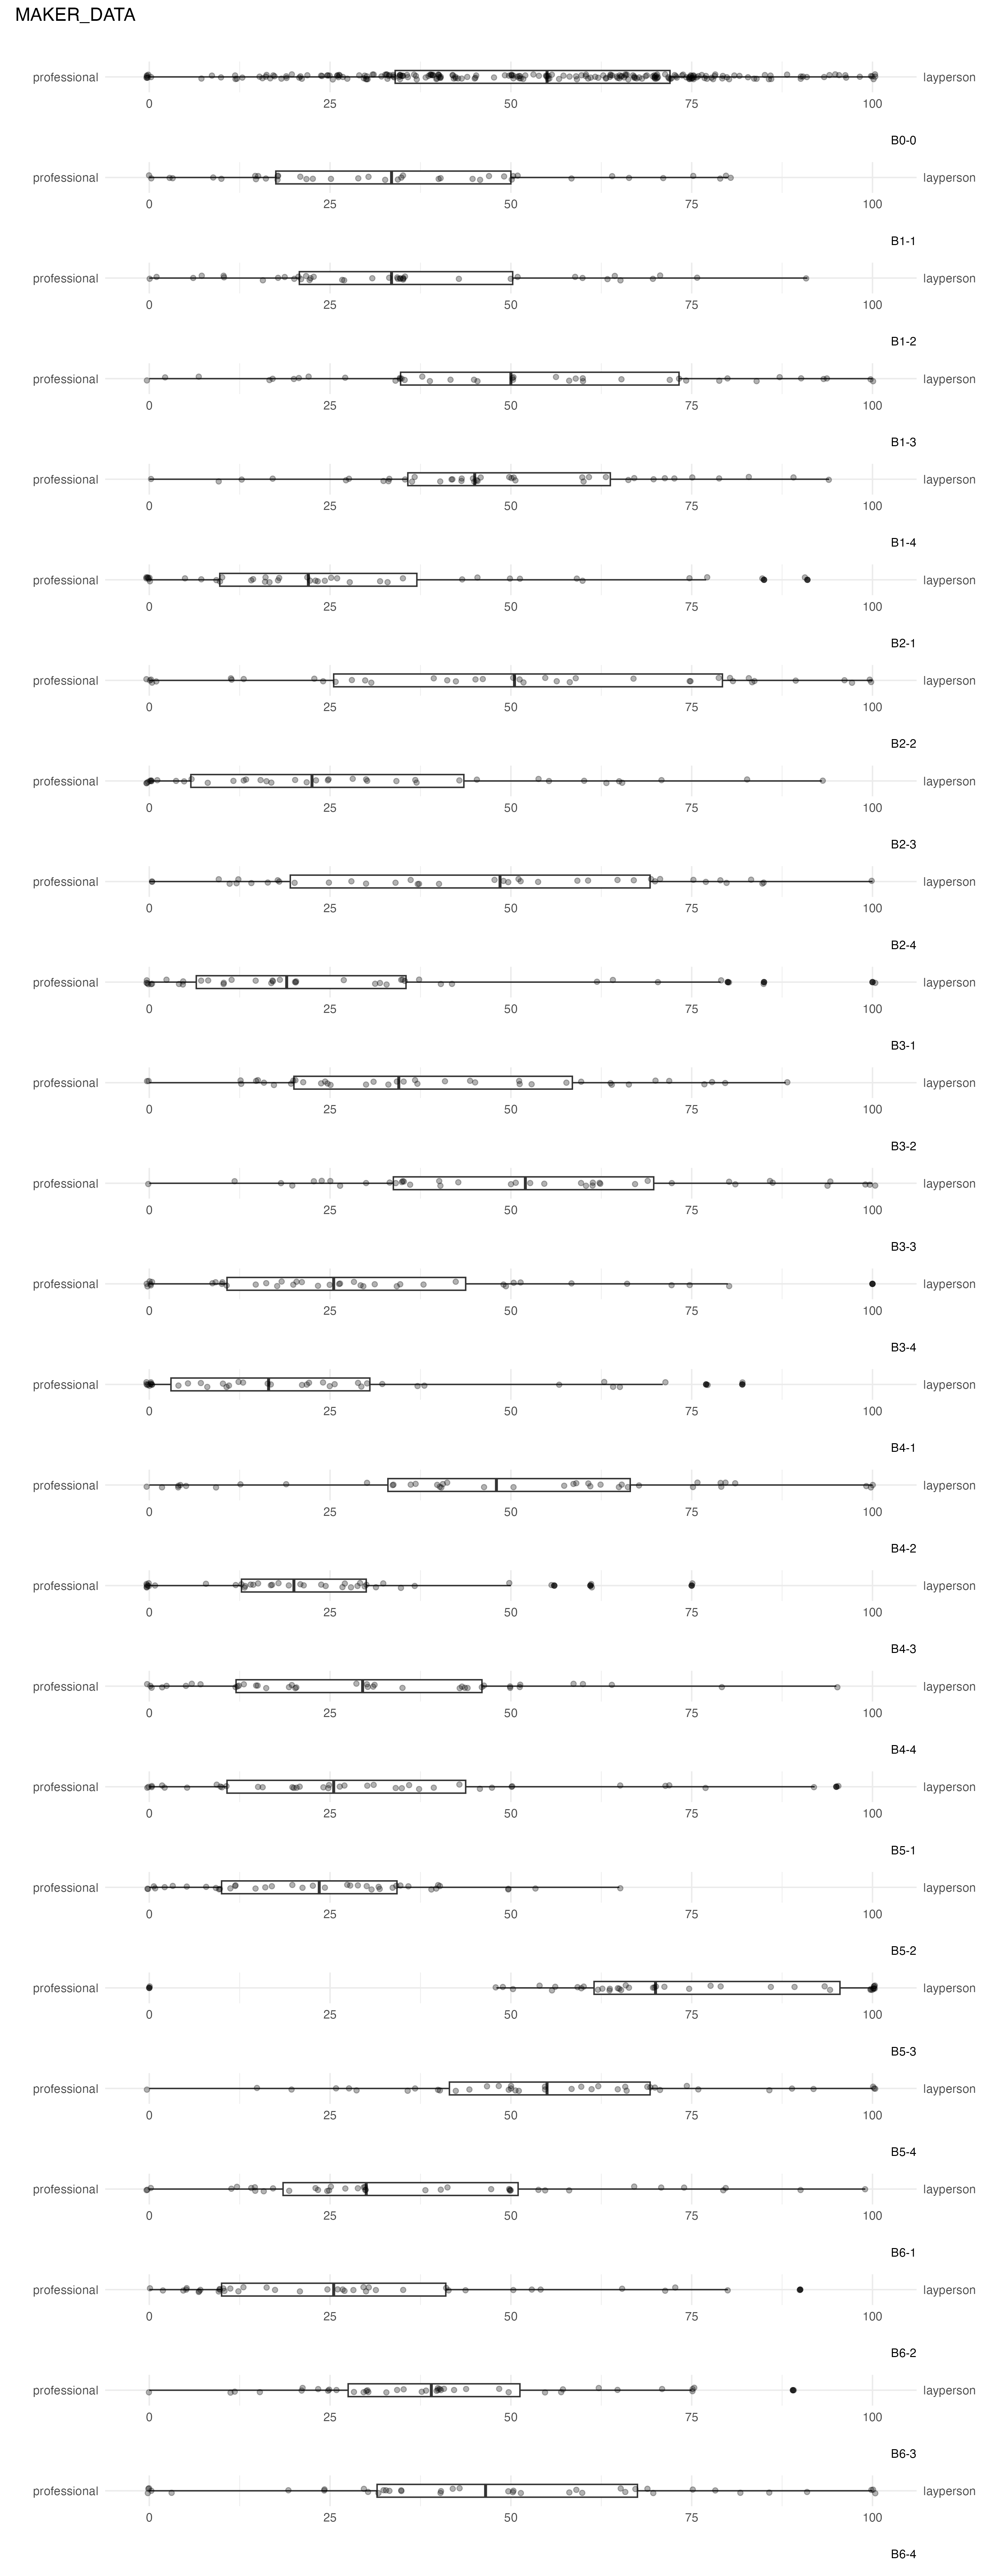 MAKER_DATA
professional layperson
0 25 50 75 100
B0-0
professional layperson
0 25 50 75 100
B1-1
professional layperson
0 25 50 75 100
B1-2
professional layperson
0 25 50 75 100
B1-3
professional layperson
0 25 50 75 100
B1-4
professional layperson
0 25 50 75 100
B2-1
professional layperson
0 25 50 75 100
B2-2
professional layperson
0 25 50 75 100
B2-3
professional layperson
0 25 50 75 100
B2-4
professional layperson
0 25 50 75 100
B3-1
professional layperson
0 25 50 75 100
B3-2
professional layperson
0 25 50 75 100
B3-3
professional layperson
0 25 50 75 100
B3-4
professional layperson
0 25 50 75 100
B4-1
professional layperson
0 25 50 75 100
B4-2
professional layperson
0 25 50 75 100
B4-3
professional layperson
0 25 50 75 100
B4-4
professional layperson
0 25 50 75 100
B5-1
professional layperson
0 25 50 75 100
B5-2
professional layperson
0 25 50 75 100
B5-3
professional layperson
0 25 50 75 100
B5-4
professional layperson
0 25 50 75 100
B6-1
professional layperson
0 25 50 75 100
B6-2
professional layperson
0 25 50 75 100
B6-3
professional layperson
0 25 50 75 100
B6-4